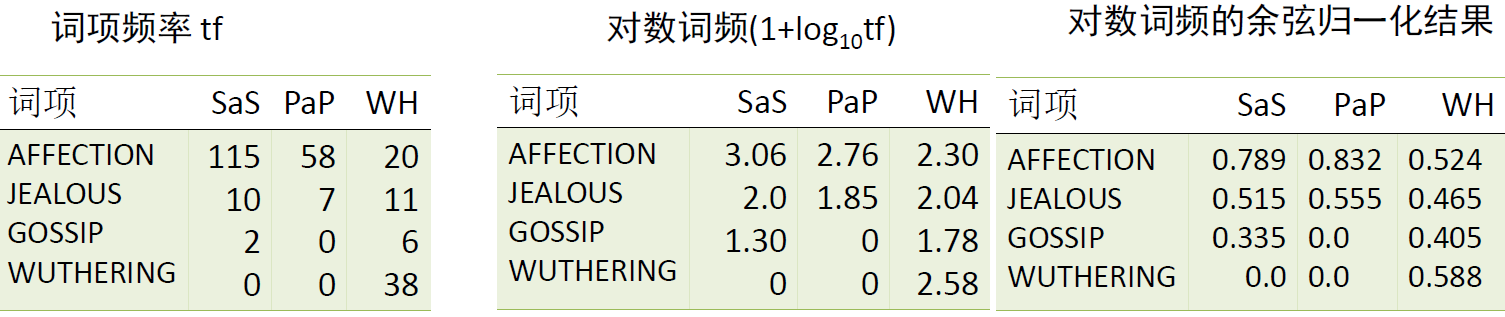 词项频率 tf
词项 SaS PaP WH
AFFECTION 115 58 20
JEALOUS 10 7 11
GOSSIP 2 0 6
WUTHERING 0 0 38
对数词频(1+log10tf)
词项 SaS PaP WH
AFFECTION 3.06 2.76 2.30
JEALOUS 2.0 1.85 2.04
GOSSIP 1.30 0 1.78
WUTHERING 0 0 2.58
对数词频的余弦归一化结果
词项 SaS PaP WH
AFFECTION 0.789 0.832 0.524
JEALOUS 0.515 0.555 0.465
GOSSIP 0.335 0.0 0.405
WUTHERING 0.0 0.0 0.588